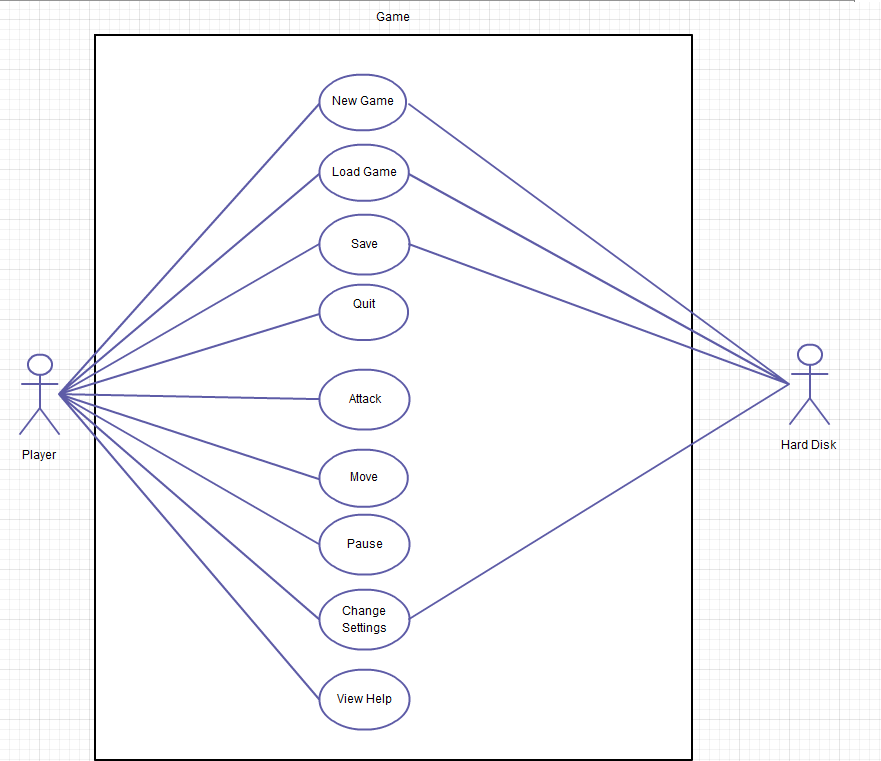 Game
New Game
Load Game
Save
Quit
Attack
Move
Pause
Change
Settings
View Help
Player
Hard Disk